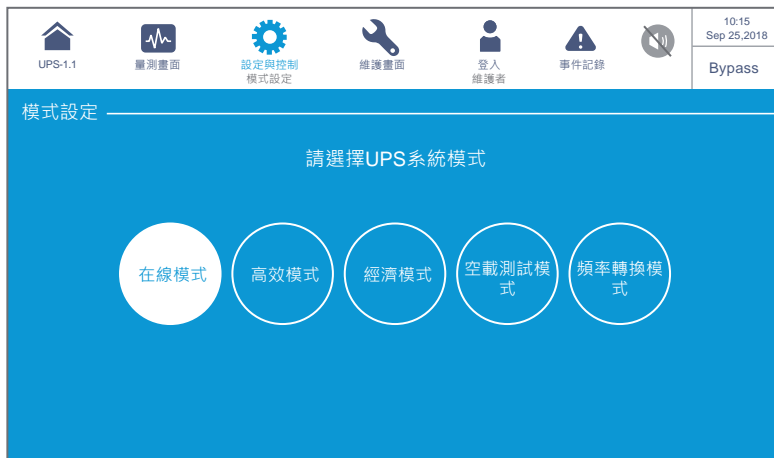 UPS-1.1
量測畫面
設定與控制
模式設定
維護畫面
登入
維護者
事件記錄
10:15
Sep 25,2018
Bypass
模式設定
請選擇UPS系統模式
在線模式
高效模式
經濟模式
空載測試模
式
頻率轉換模
式